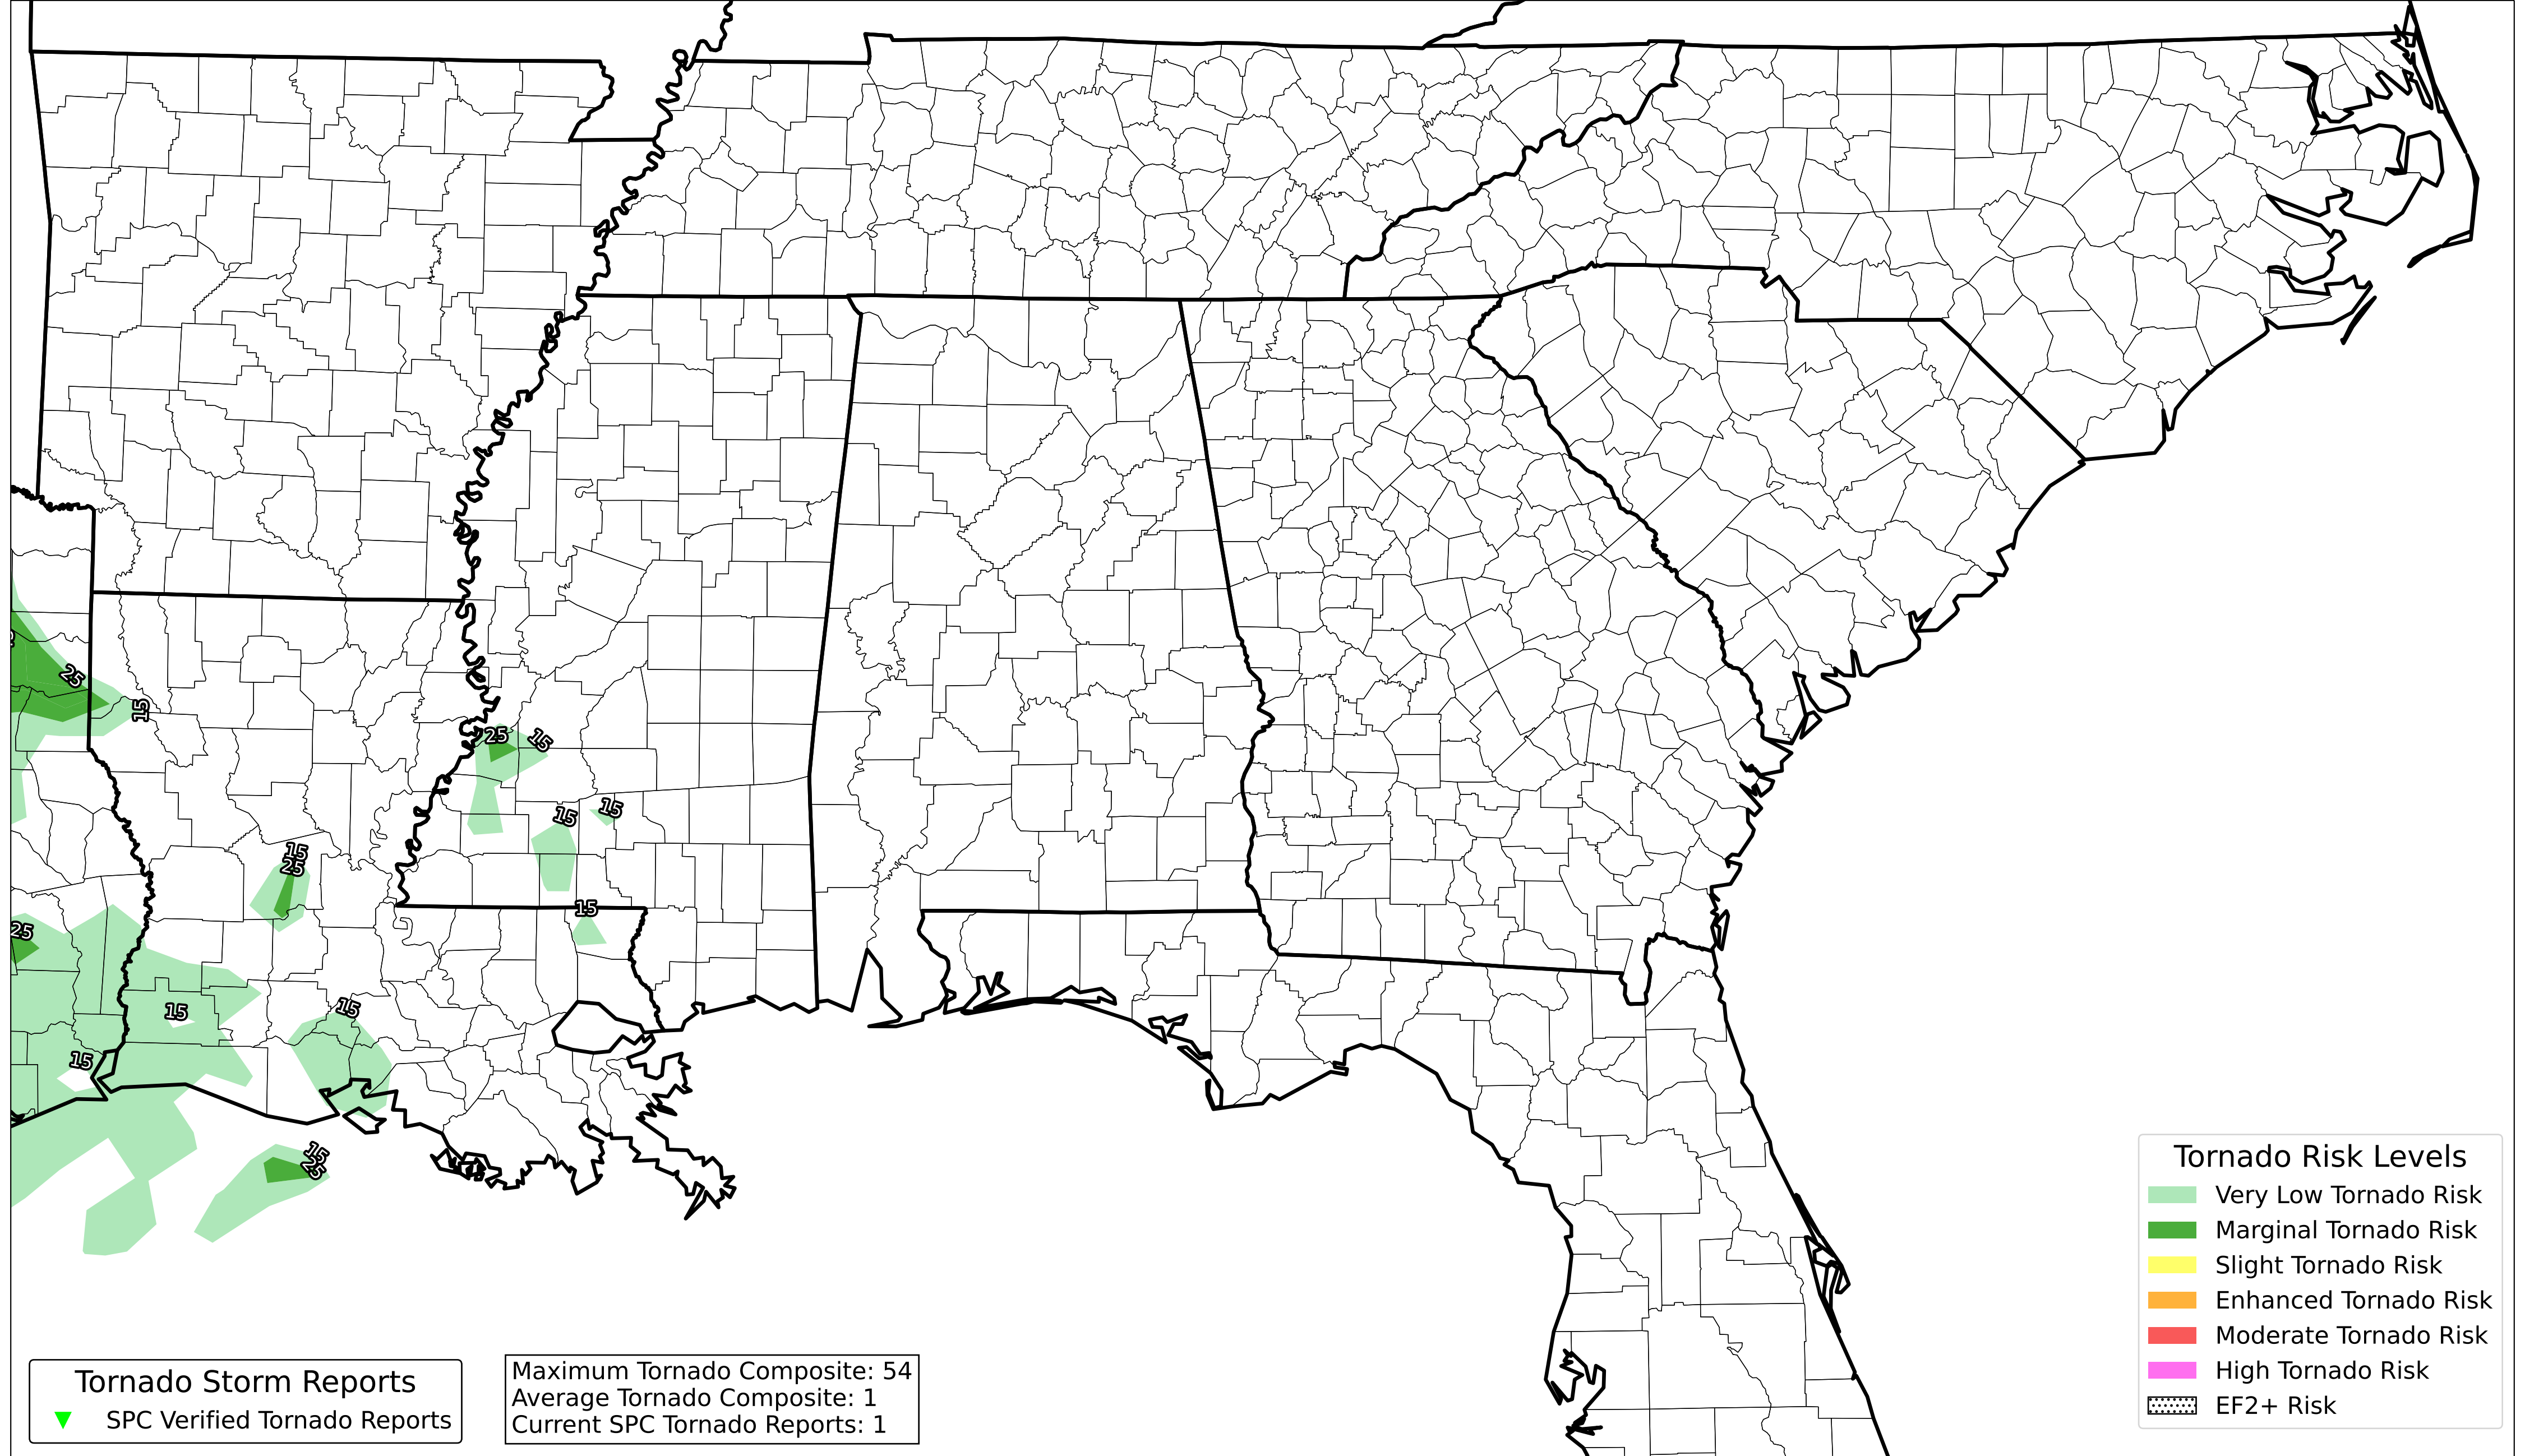 25
15
25
15
15
15
15
25
15
25
15
15
15
15
25
Tornado Risk Levels
Very Low Tornado Risk
Marginal Tornado Risk
Slight Tornado Risk
Enhanced Tornado Risk
Moderate Tornado Risk
High Tornado Risk
EF2+ Risk
Tornado Storm Reports
SPC Verified Tornado Reports
Maximum Tornado Composite: 54
Average Tornado Composite: 1
Current SPC Tornado Reports: 1